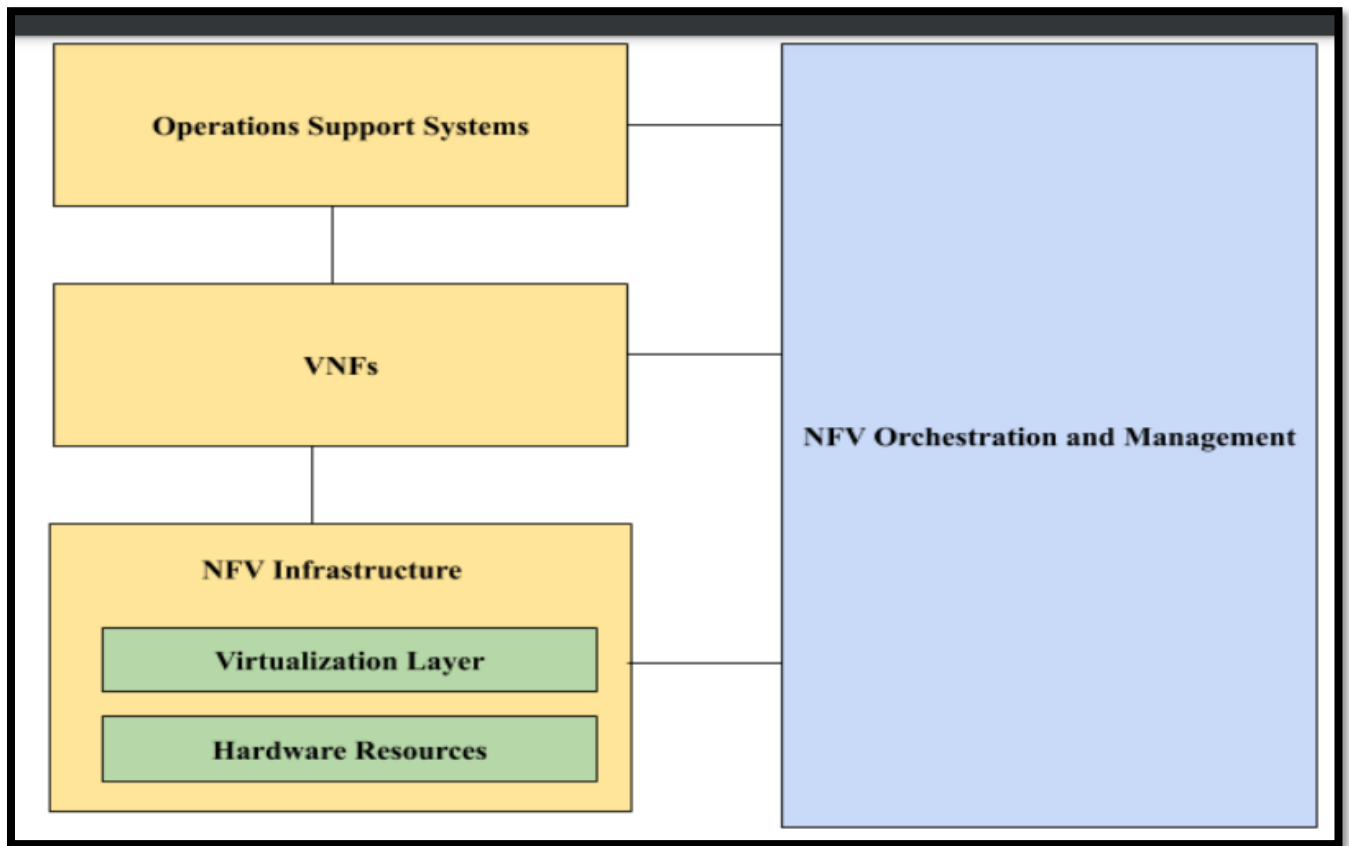 Operations Support Systems
VNFs
NFV Orchestration and Management
NFV Infrastructure
Virtualization Layer
Hardware Resources